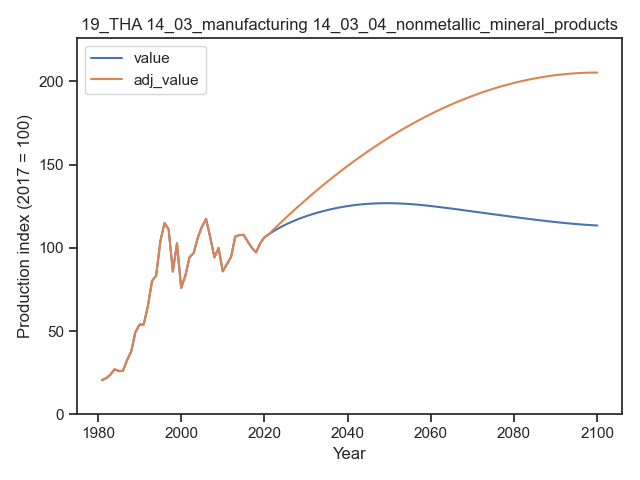 19_THA 14_03_manufacturing 14_03_04_nonmetallic_mineral_products
value
adj_value
Production index (2017 = 100)
200
150
100
50
0
1980 2000 2020 2040 2060 2080 2100
Year